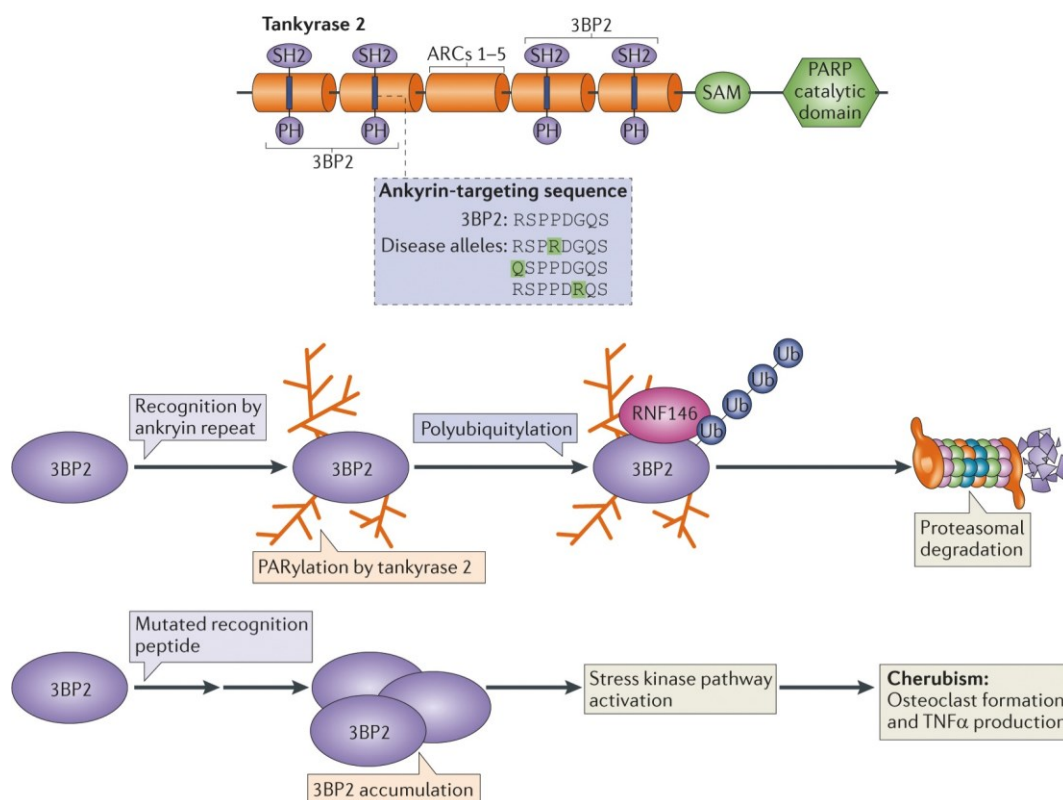 Tankyrase 2
3BP2
SH2
SH2
ARCs 1–5
SH2
SH2
SAM
PARP
catalytic
domain
PH
PH
PH
PH
3BP2
Ankyrin-targeting sequence
3BP2: RSPPDGQS
Disease alleles: RSPRDGQS
QSPPDGQS
RSPPDRQS
Recognition by
ankryin repeat
3BP2
3BP2
PARylation by tankyrase 2
Polyubiquitylation
RNF146
3BP2
Ub
Ub
Ub
Ub
Proteasomal
degradation
Mutated recognition
peptide
3BP2
3BP2
3BP2 accumulation
Stress kinase pathway
activation
Cherubism:
Osteoclast formation
and TNFα production